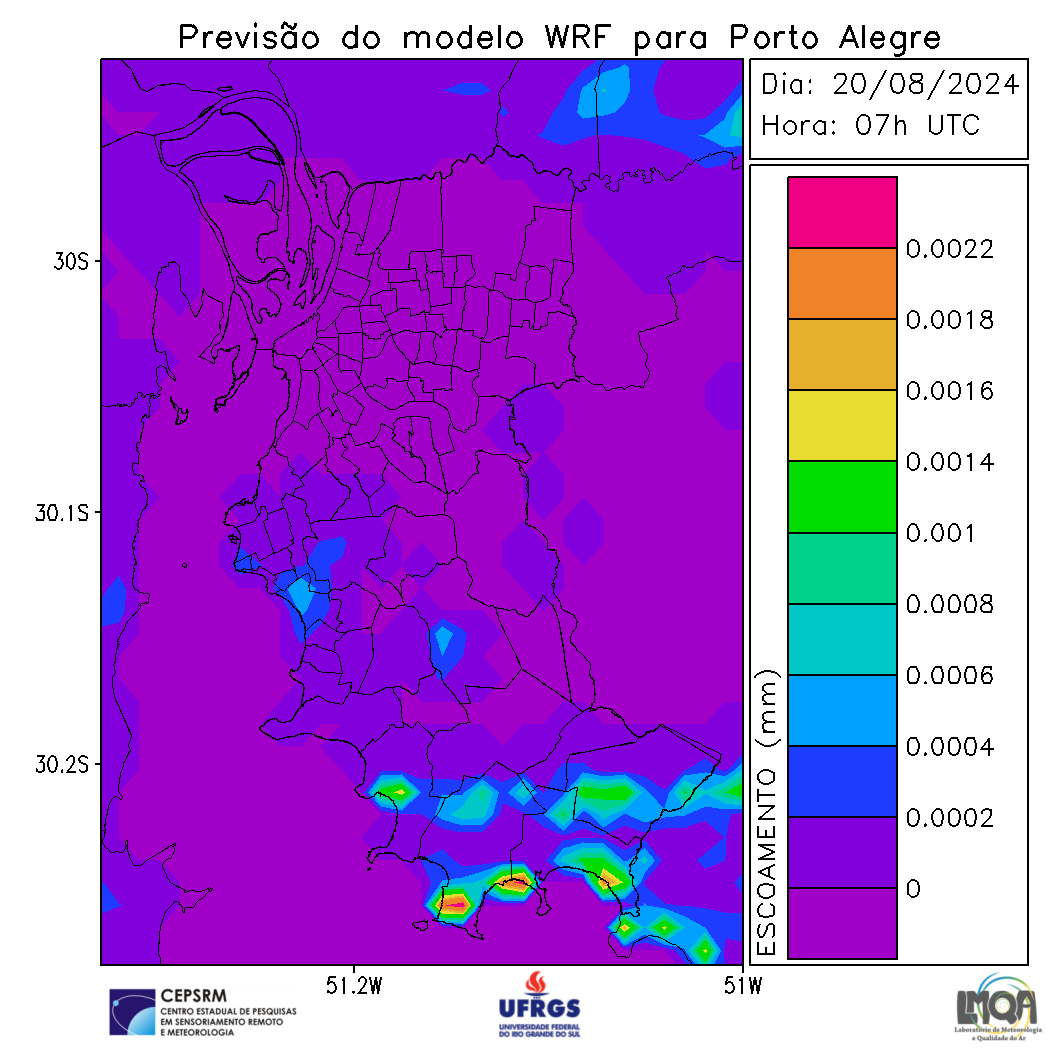 Previsão do modelo WRF para Porto Alegre
Dia: 20/08/2024
Hora: 07h UTC
0.0022
0.0018
0.0016
0.0014
0.001
0.0008
0.0006
0.0004
0.0002
0
ESCOAMENTO (mm)
30S
30.1S
30.2S
51.2W
51W
CEPSRM
CENTRO ESTADUAL DE PESQUISAS
EM SENSORIAMENTO REMOTO
E METEOROLOGIA
UFRGS
UNIVERSIDADE FEDERAL
DO RIO GRANDE DO SUL
LMQA
Laboratório de Meteorologia
e Qualidade do Ar